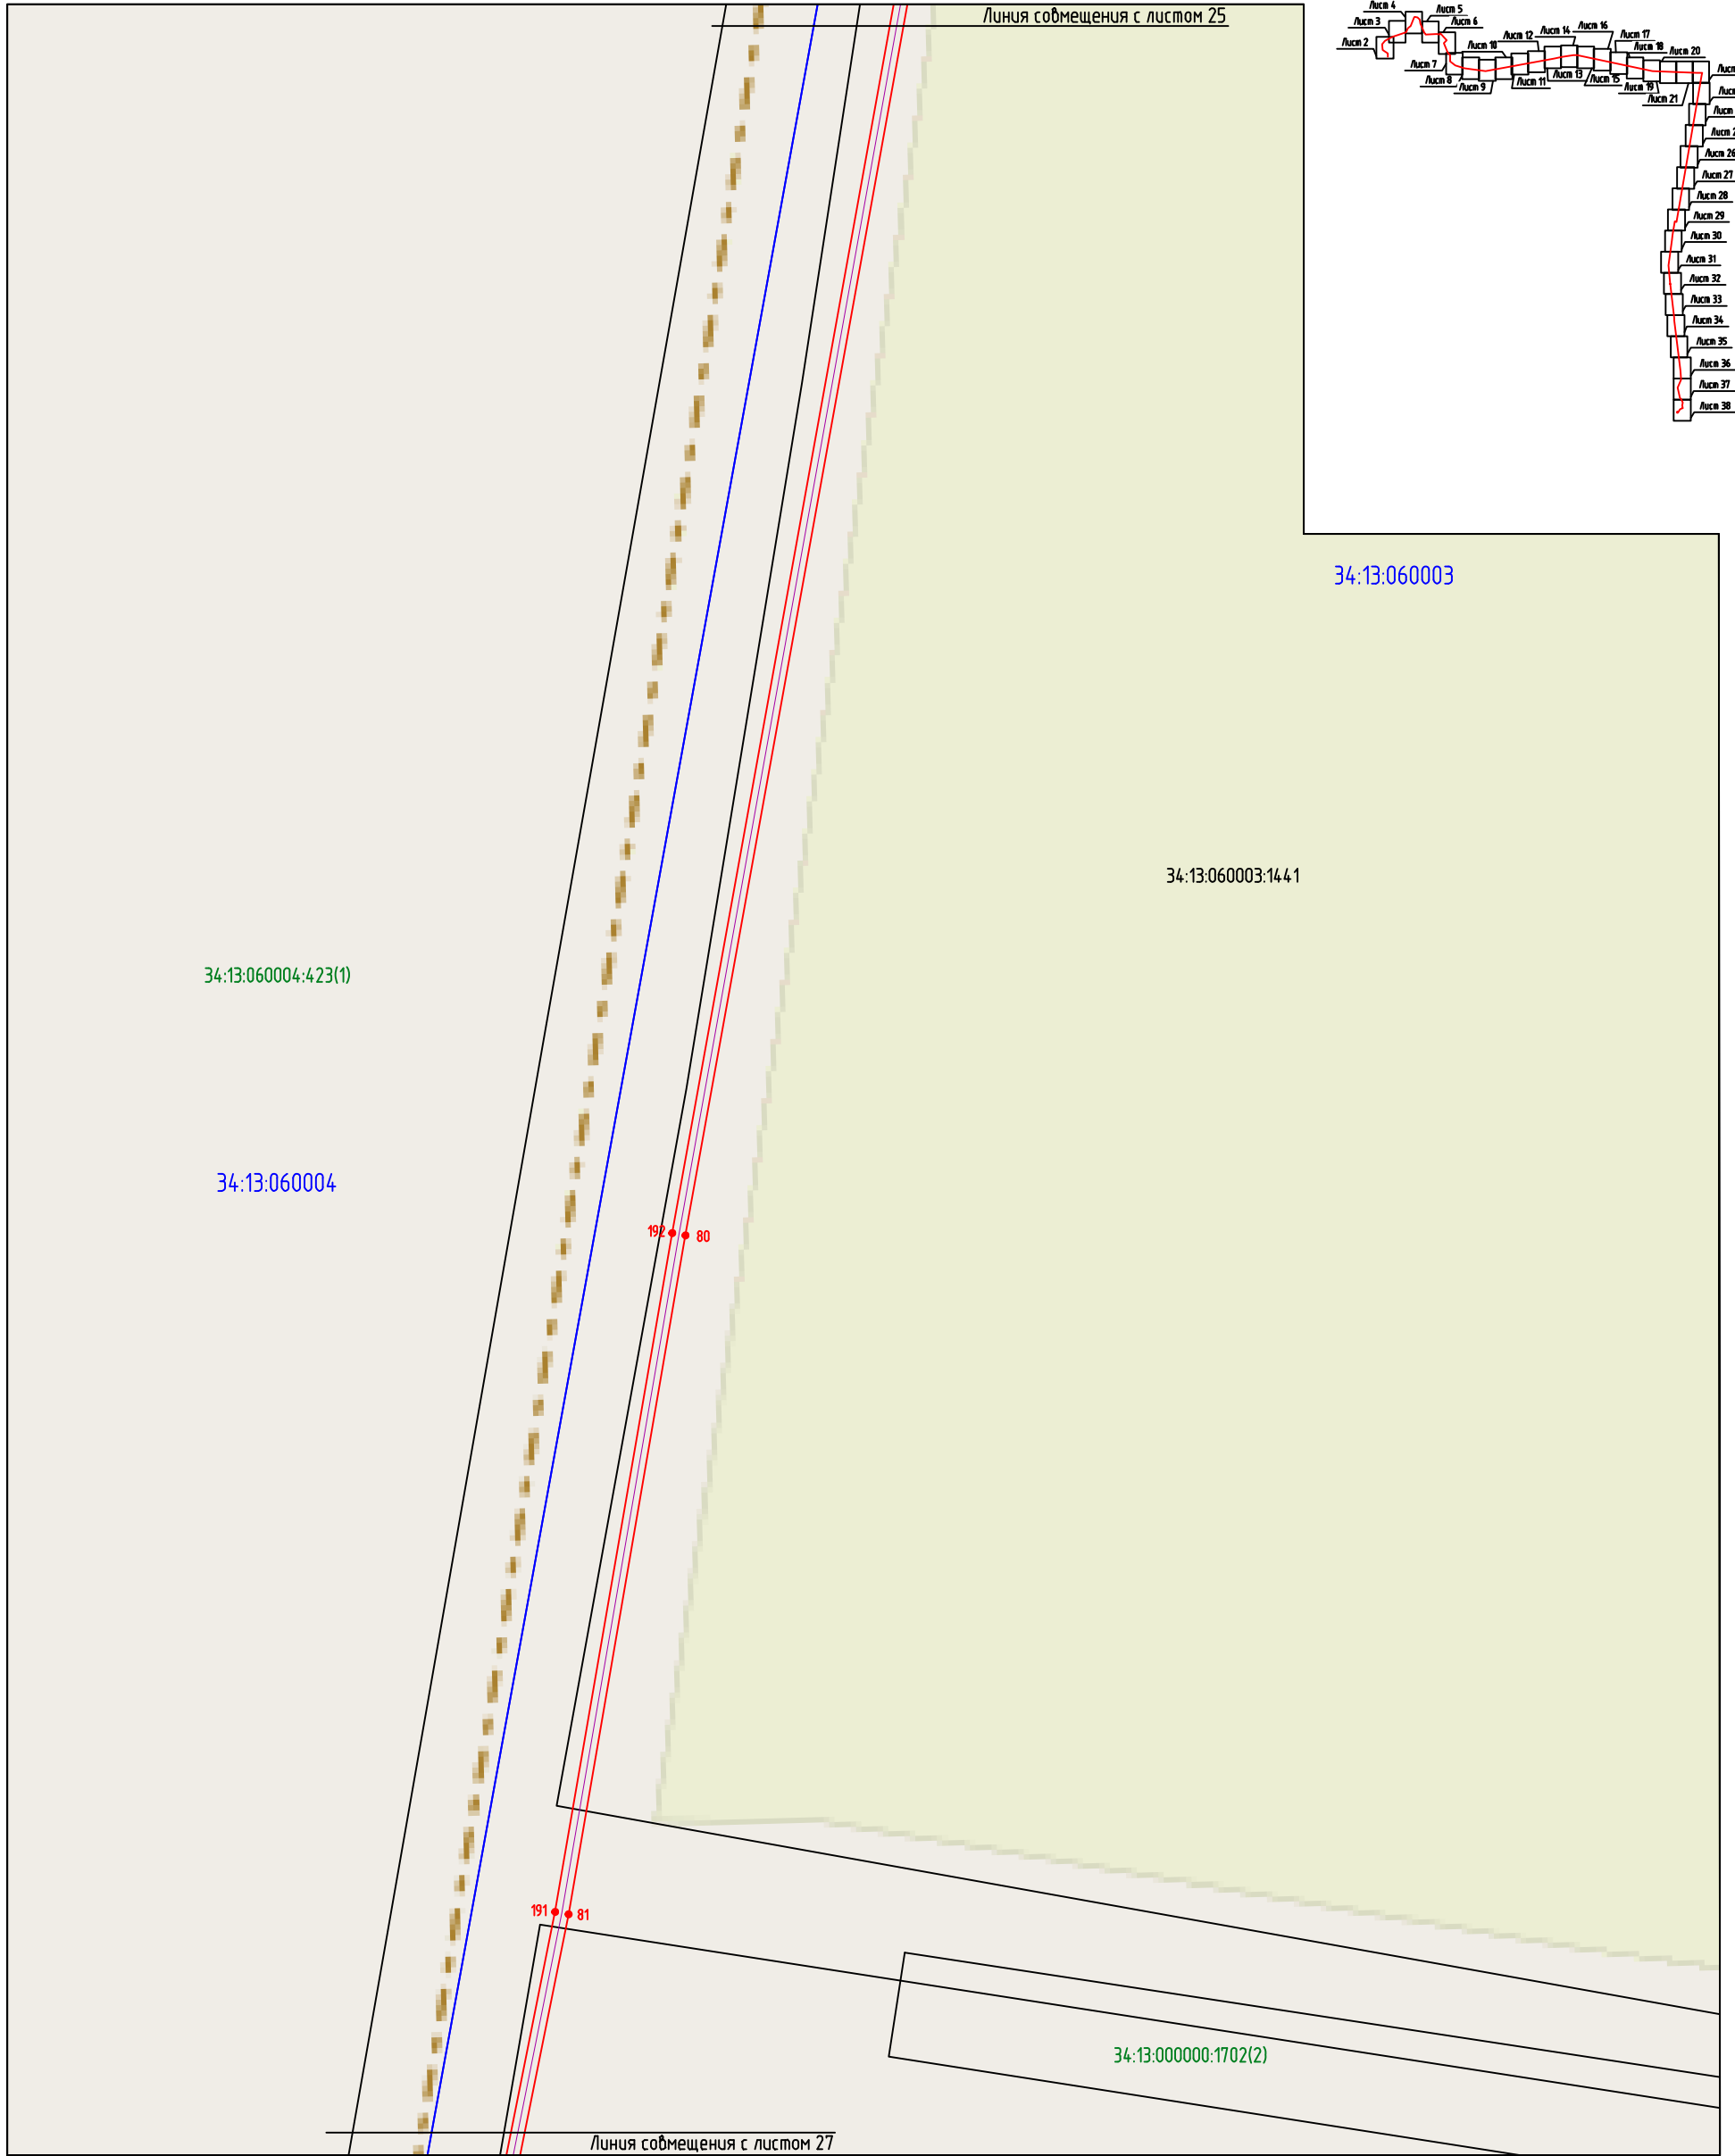 Линия совмещения с листом 25
Лист 4
Лист 5
Лист 3
Лист 6
Лист 2
Лист 16
Лист 14
Лист 12
Лист 17
Лист 10
Лист 18
Лист 20
Лист 7
Лист 8
Лист 9
Лист 11
Лист 13
Лист 15
Лист 19
Лист 21
Лист
Лист
Лист
Лист 2
Лист 26
Лист 27
Лист 28
Лист 29
Лист 30
Лист 31
Лист 32
Лист 33
Лист 34
Лист 35
Лист 36
Лист 37
Лист 38
34:13:060003
34:13:060003:1441
34:13:060004:423(1)
34:13:060004
192
80
191
81
34:13:000000:1702(2)
Линия совмещения с листом 27